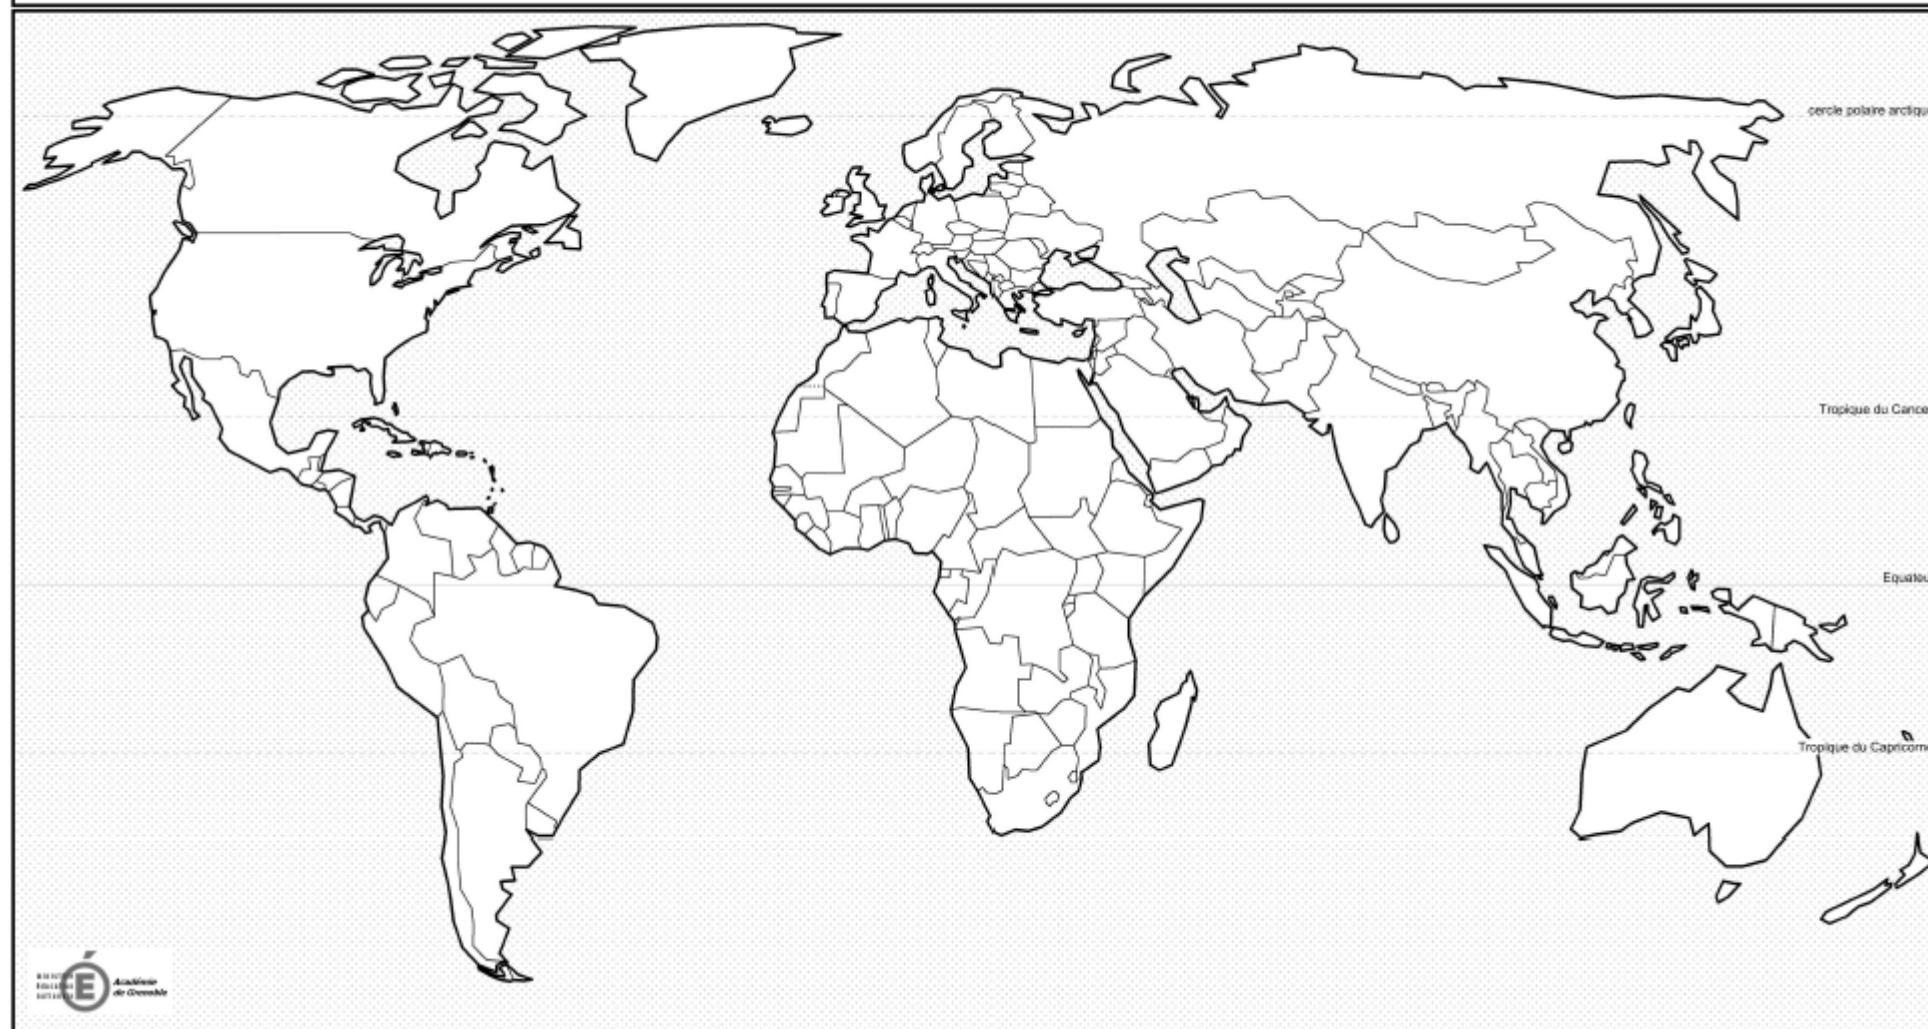 cercle polaire arctiqu
Tropique du Cance
Equateu
Tropique du Capricorn
É
Académie
de Grenoble